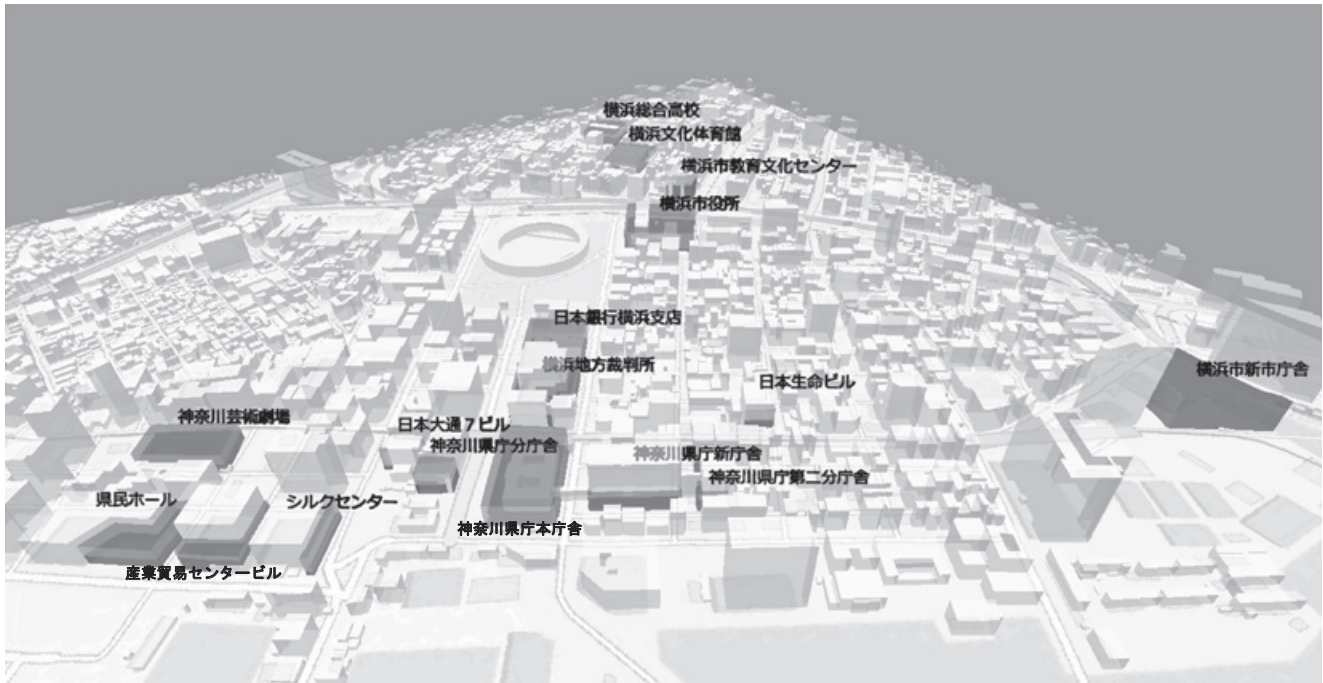 横浜総合高校
横浜文化体育館
横浜市教育文化センター
横浜市役所
日本銀行横浜支店
横浜地方裁判所
横浜市新市庁舎
日本生命ビル
神奈川芸術劇場
日本大通７ビル
神奈川県庁分庁舎
神奈川県庁新庁舎
神奈川県庁第二分庁舎
県民ホール
シルクセンター
神奈川県庁本庁舎
産業貿易センタービル